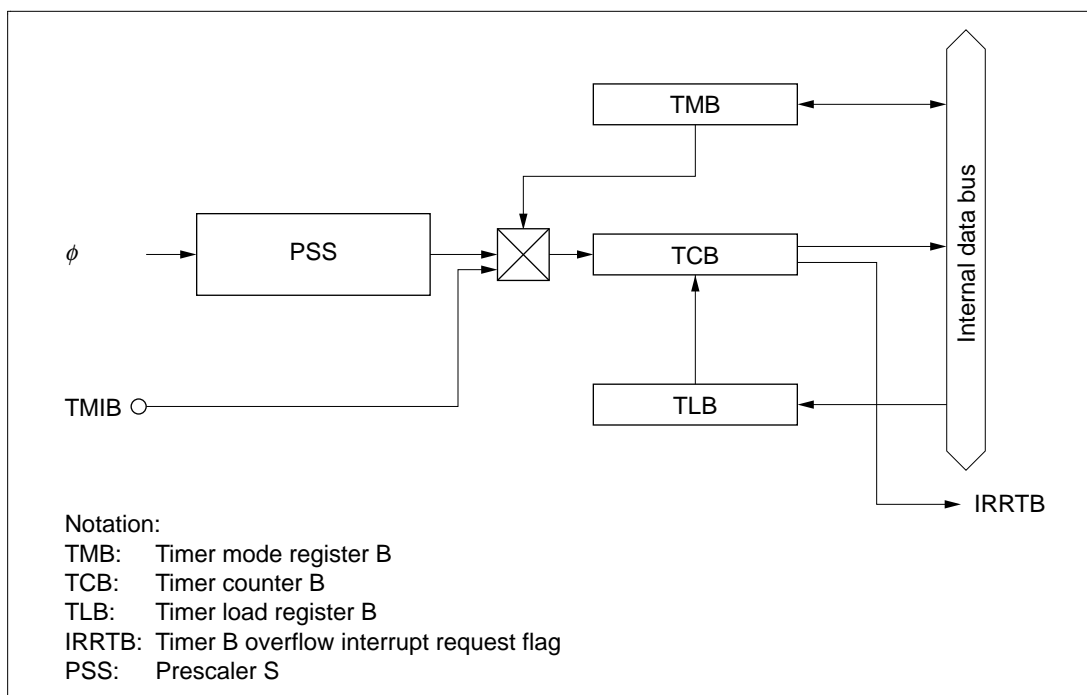 TMB
ϕ
PSS
TCB
Internal data bus
TMIB
TLB
IRRTB
Notation:
TMB: Timer mode register B
TCB: Timer counter B
TLB: Timer load register B
IRRTB: Timer B overflow interrupt request flag
PSS: Prescaler S